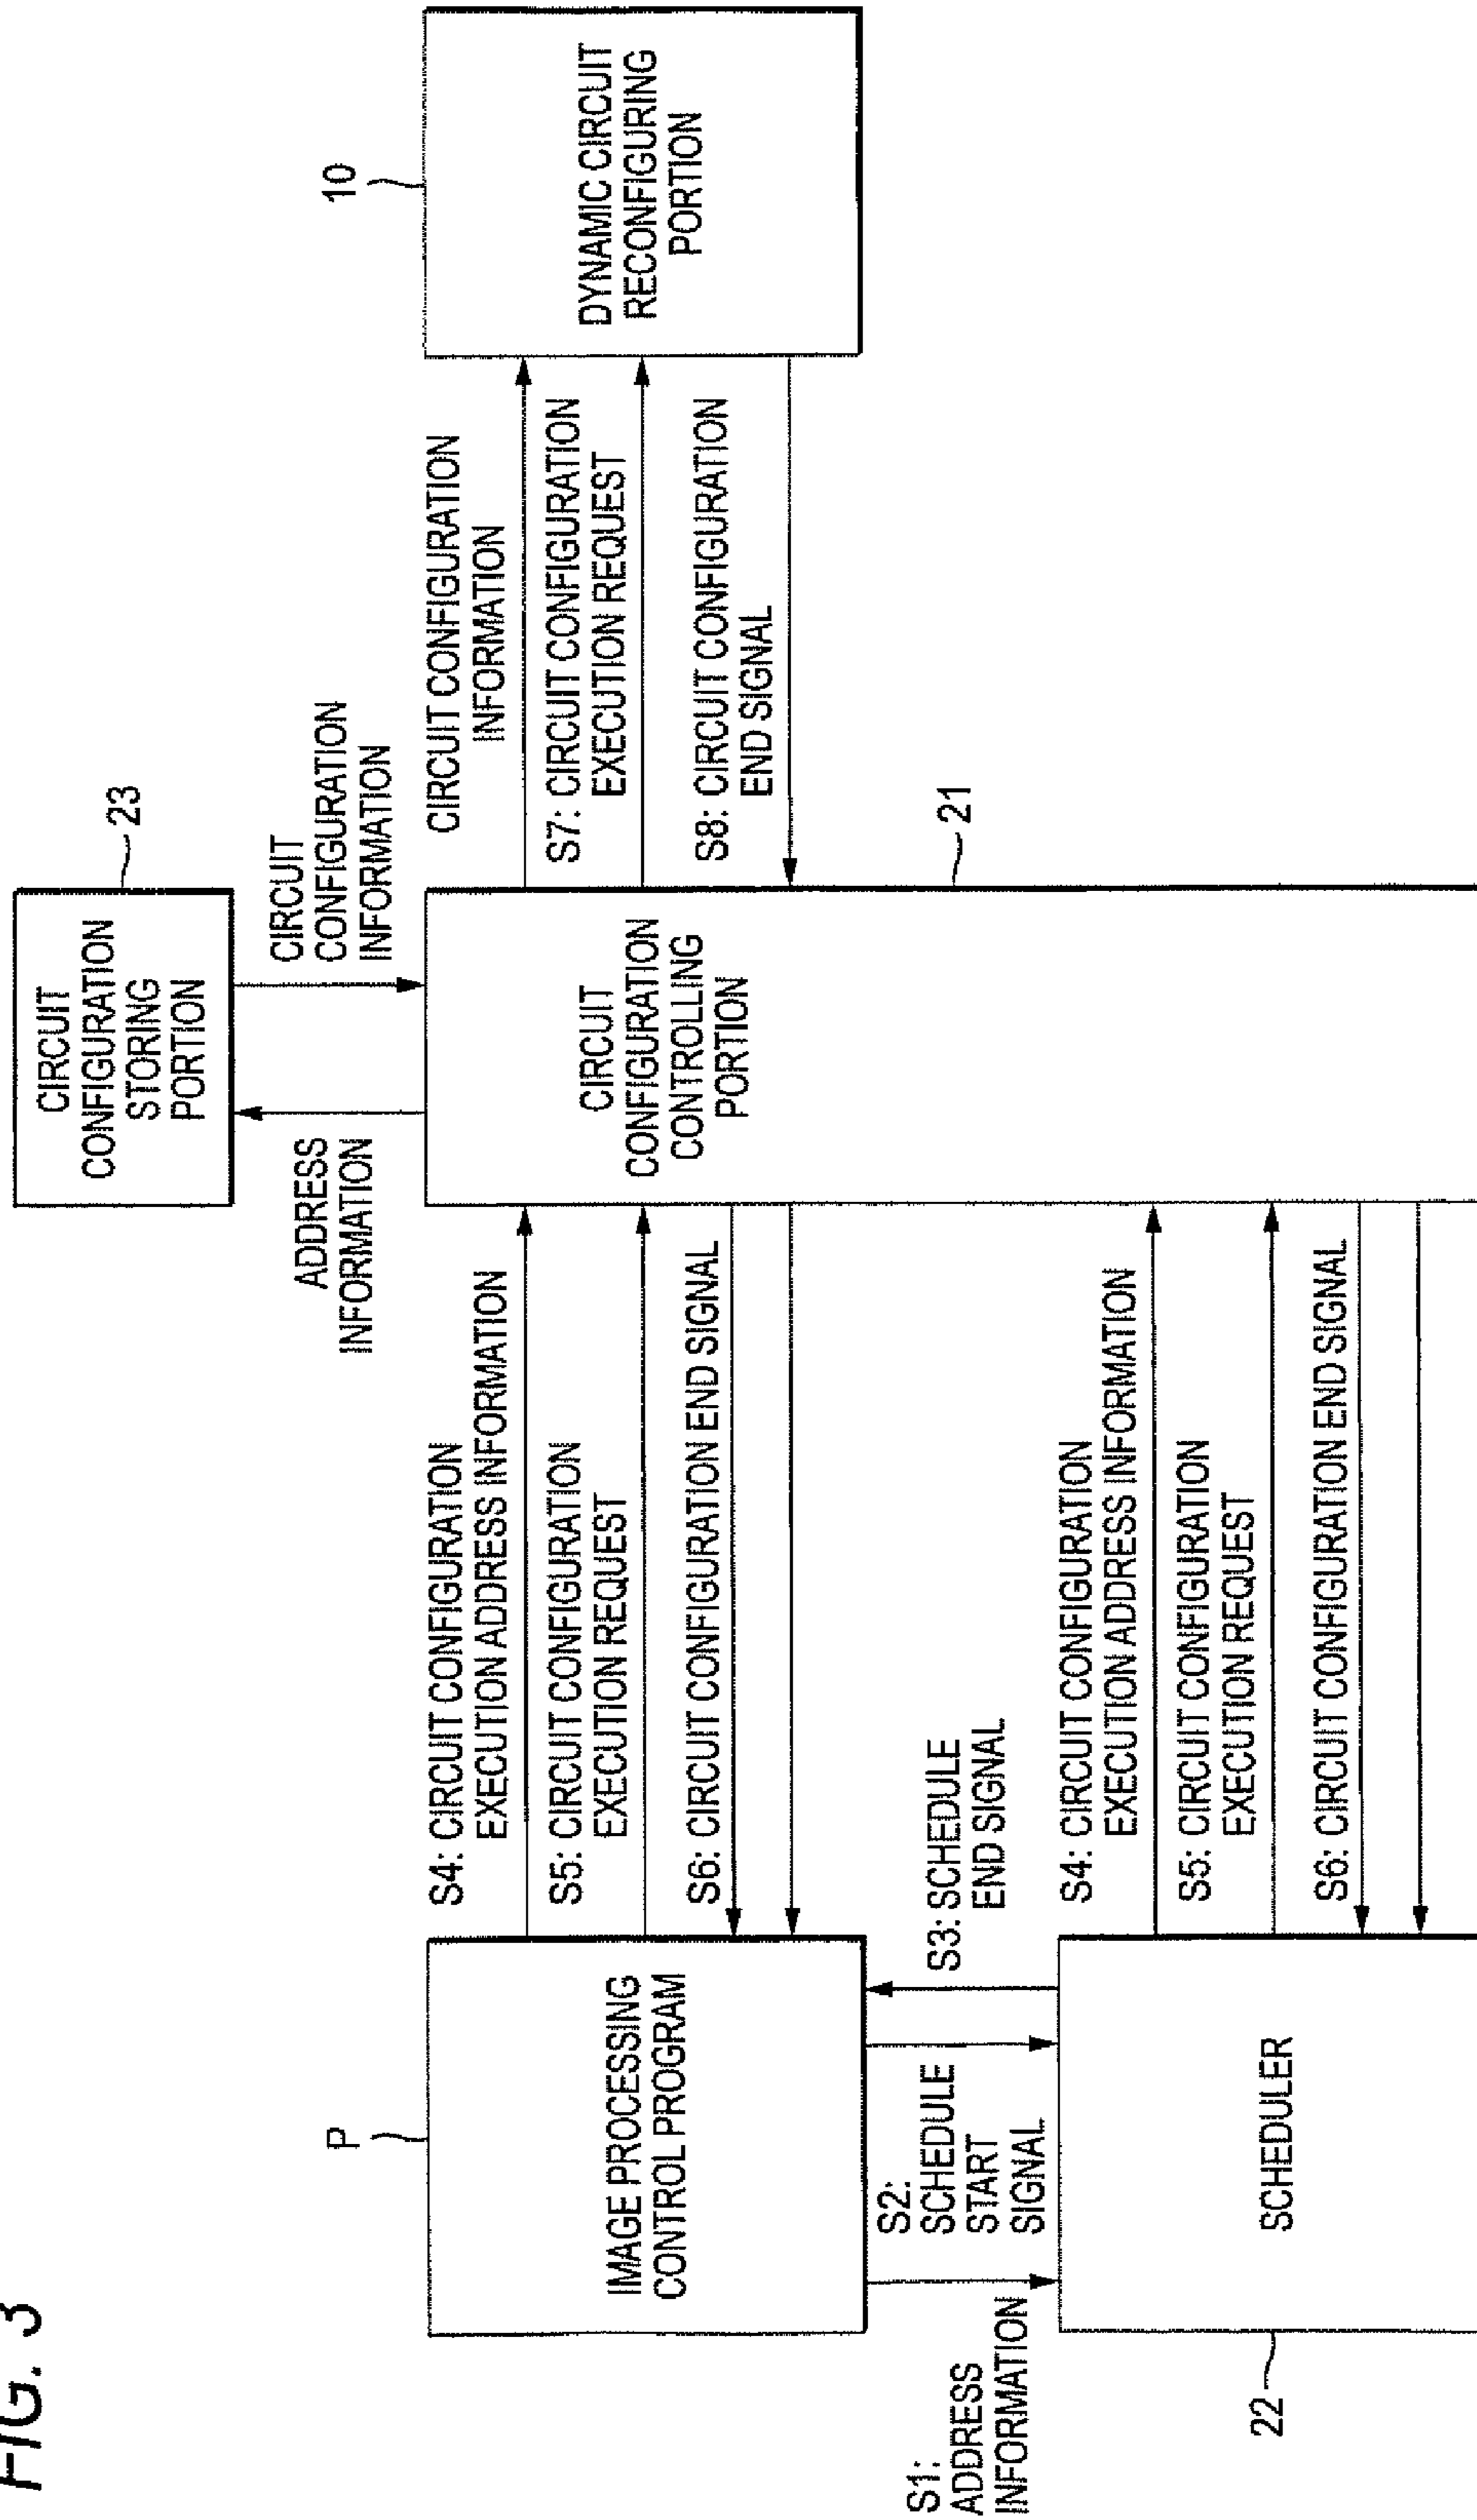 FIG. 3
P
IMAGE PROCESSING
CONTROL PROGRAM
S4: CIRCUIT CONFIGURATION
EXECUTION ADDRESS INFORMATION
S5: CIRCUIT CONFIGURATION
EXECUTION REQUEST
S6: CIRCUIT CONFIGURATION END SIGNAL
ADDRESS
INFORMATION
CIRCUIT
CONFIGURATION
STORING
PORTION
23
CIRCUIT
CONFIGURATION
INFORMATION
CIRCUIT
CONFIGURATION
CONTROLLING
PORTION
21
CIRCUIT CONFIGURATION
INFORMATION
S7: CIRCUIT CONFIGURATION
EXECUTION REQUEST
S8: CIRCUIT CONFIGURATION
END SIGNAL
10
DYNAMIC CIRCUIT
RECONFIGURING
PORTION
S1:
ADDRESS
INFORMATION
S2:
SCHEDULE
START
SIGNAL
S3: SCHEDULE
END SIGNAL
22
SCHEDULER
S4: CIRCUIT CONFIGURATION
EXECUTION ADDRESS INFORMATION
S5: CIRCUIT CONFIGURATION
EXECUTION REQUEST
S6: CIRCUIT CONFIGURATION END SIGNAL